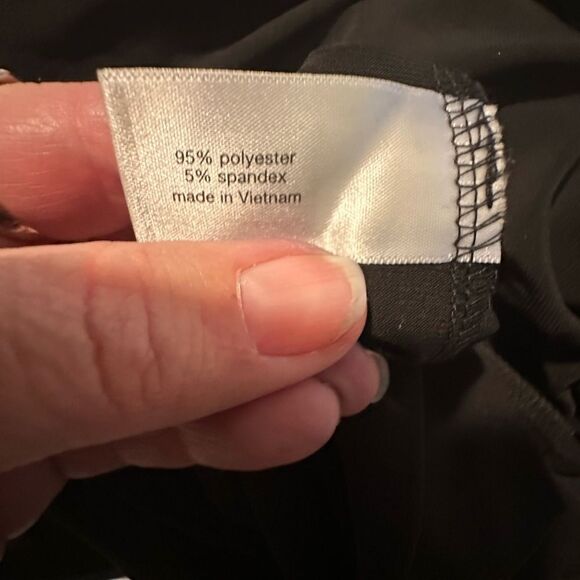 95% polyester
5% spandex
made in Vietnam